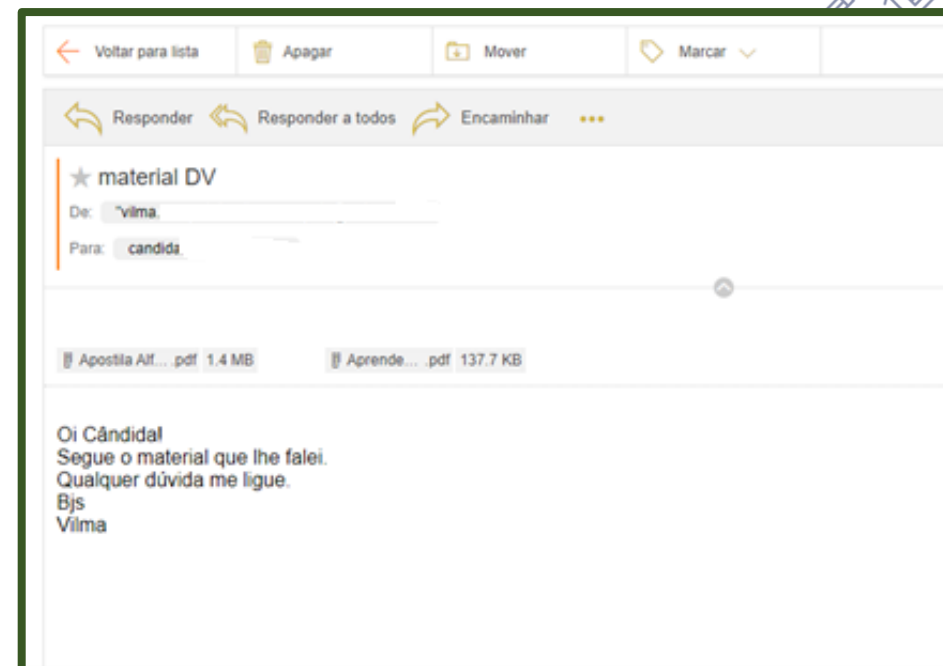 Voltar para lista Apagar Mover Marcar
Responder Responder a todos Encaminhar
material DV
De: "vilma.
Para: candida
Apostila Alf... .pdf 1.4 MB Aprende... .pdf 137.7 KB
Oi Cândida!
Segue o material que lhe falei.
Qualquer dúvida me ligue.
Bjs
Vilma